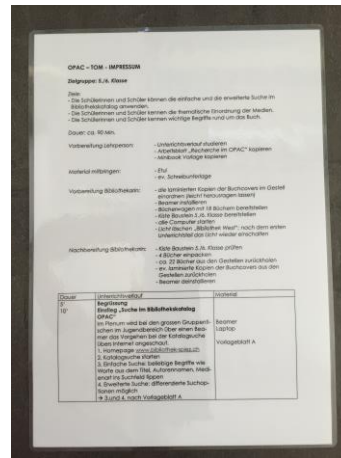 OPAC – TOM – IMPRESSUM
Zielgruppe: 5./6. Klasse
Ziele:
- Die Schülerinnen und Schüler können die einfache und die erweiterte Suche im
Bibliothekskatalog anwenden.
- Die Schülerinnen und Schüler kennen die thematische Einordnung der Medien.
- Die Schülerinnen und Schüler kennen wichtige Begriffe rund um das Buch.
Dauer: ca. 90 Min.
Vorbereitung Lehrperson: - Unterrichtsverlauf studieren
- Arbeitsblatt „Recherche im OPAC" kopieren
- Minibook Vorlage kopieren
Material mitbringen: - Etui
- ev. Schreibunterlage
Vorbereitung Bibliothekarin: - alle laminierten Kopien der Buchcovers im Gestell
einordnen (leicht herausragen lassen)
- Beamer installieren
- Bücherwagen mit 18 Büchern bereitstellen
- Kiste Baustein 5./6. Klasse bereitstellen
- alle Computer starten
- Licht löschen „Bibliothek West": nach dem ersten
Unterrichtsteil das Licht wieder einschalten
Nachbereitung Bibliothekarin: - Kiste Baustein 5./6. Klasse prüfen
- 4 Bücher einpacken
- ca. 22 Bücher aus den Gestellen zurückholen
- ev. laminierte Kopien der Buchcovers aus den
Gestellen zurückholen
- Beamer deinstallieren
Dauer Unterrichtsverlauf Material
5' Begrüssung
10' Einstieg „Suche im Bibliothekskatalog
OPAC"
Im Plenum wird bei den grossen Gruppenti-
schen im Jugendbereich über einen Bea- Beamer
mer das Vorgehen bei der Katalogsuche Laptop
übers Internet angeschaut.
1. Homepage Vorlageblatt A
2. Katalogsuche starten
3. Einfache Suche: beliebige Begriffe wie
Worte aus dem Titel, Autorennamen, Medi-
enart ins Suchfeld tippen
4. Erweiterte Suche: differenzierte Suchop-
tionen möglich
→ 3.und 4. nach Vorlageblatt A